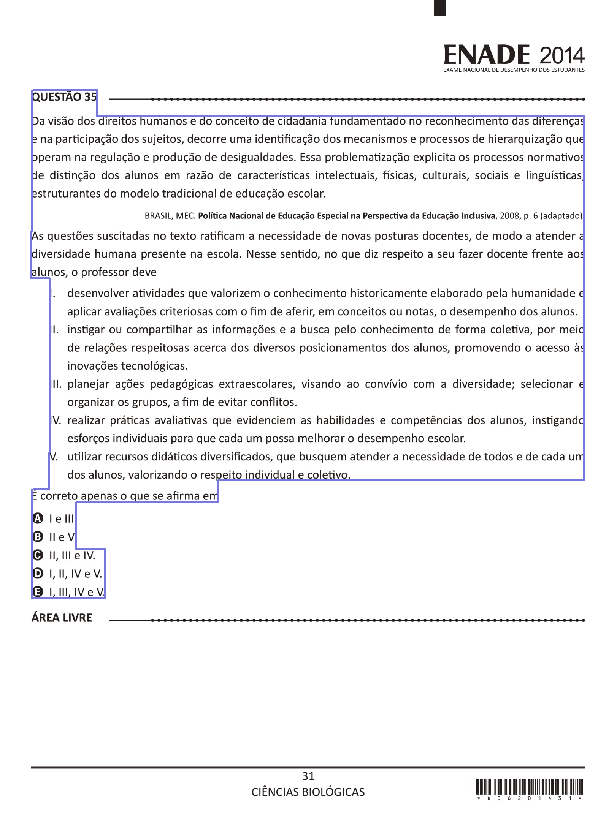 ENADE 2014
EXAME NACIONAL DE DESEMPENHO DOS ESTUDANTES
QUESTÃO 35
Da visão dos direitos humanos e do conceito de cidadania fundamentado no reconhecimento das diferenças
e na participação dos sujeitos, decorre uma identificação dos mecanismos e processos de hierarquização que
operam na regulação e produção de desigualdades. Essa problematização explicita os processos normativos
de distinção dos alunos em razão de características intelectuais, físicas, culturais, sociais e linguísticas,
estruturantes do modelo tradicional de educação escolar.
BRASIL, MEC. Política Nacional de Educação Especial na Perspectiva da Educação Inclusiva, 2008, p. 6 (adaptado).
As questões suscitadas no texto ratificam a necessidade de novas posturas docentes, de modo a atender a
diversidade humana presente na escola. Nesse sentido, no que diz respeito a seu fazer docente frente aos
alunos, o professor deve
I. desenvolver atividades que valorizem o conhecimento historicamente elaborado pela humanidade e
aplicar avaliações criteriosas com o fim de aferir, em conceitos ou notas, o desempenho dos alunos.
II. instigar ou compartilhar as informações e a busca pelo conhecimento de forma coletiva, por meio
de relações respeitosas acerca dos diversos posicionamentos dos alunos, promovendo o acesso às
inovações tecnológicas.
III. planejar ações pedagógicas extraescolares, visando ao convívio com a diversidade; selecionar e
organizar os grupos, a fim de evitar conflitos.
IV. realizar práticas avaliativas que evidenciem as habilidades e competências dos alunos, instigando
esforços individuais para que cada um possa melhorar o desempenho escolar.
V. utilizar recursos didáticos diversificados, que busquem atender a necessidade de todos e de cada um
dos alunos, valorizando o respeito individual e coletivo.
É correto apenas o que se afirma em
A I e III.
B II e V.
C II, III e IV.
D I, II, IV e V.
E I, III, IV e V.
ÁREA LIVRE
31
CIÊNCIAS BIOLÓGICAS